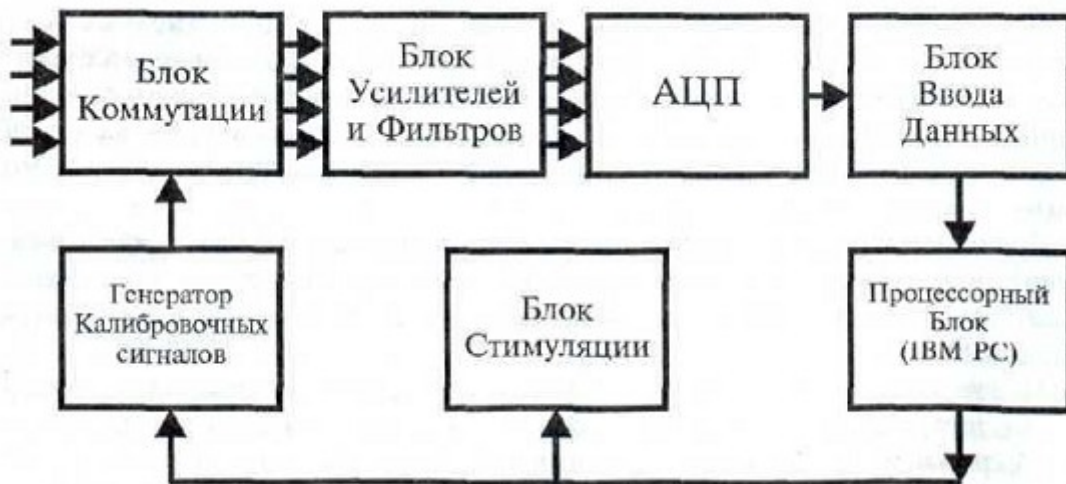 Блок
Коммутации
Блок
Усилителей
и Фильтров
АЦП
Блок
Ввода
Данных
Генератор
Калибровочных
сигналов
Блок
Стимуляции
Процессорный
Блок
(IBM PC)